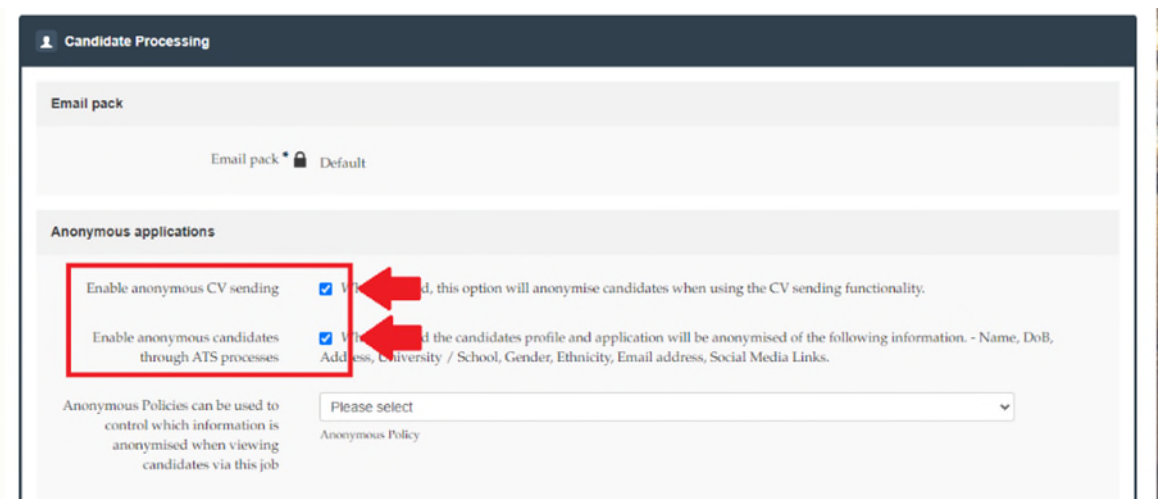 Candidate Processing
Email pack
Email pack * Default
Anonymous applications
Enable anonymous CV sending
d, this option will anonymise candidates when using the CV sending functionality.
Enable anonymous candidates
through ATS processes
d the candidates profile and application will be anonymised of the following information. - Name, DoB,
Address, University / School, Gender, Ethnicity, Email address, Social Media Links.
Anonymous Policies can be used to
control which information is
anonymised when viewing
candidates via this job
Please select
Anonymous Policy